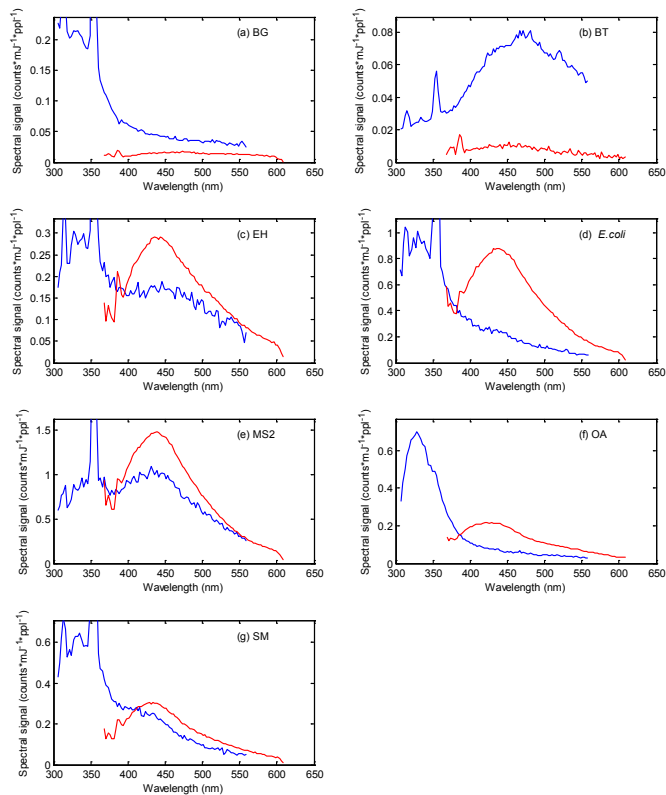 Spectral signal (counts*mJ⁻¹*ppl⁻¹)
0.2
0.15
0.1
0.05
0
(a) BG
300 350 400 450 500 550 600 650
Wavelength (nm)
Spectral signal (counts*mJ⁻¹*ppl⁻¹)
0.08
0.06
0.04
0.02
0
(b) BT
300 350 400 450 500 550 600 650
Wavelength (nm)
Spectral signal (counts*mJ⁻¹*ppl⁻¹)
0.3
0.25
0.2
0.15
0.1
0.05
0
(c) EH
300 350 400 450 500 550 600 650
Wavelength (nm)
Spectral signal (counts*mJ⁻¹*ppl⁻¹)
1
0.8
0.6
0.4
0.2
0
(d) E.coli
300 350 400 450 500 550 600 650
Wavelength (nm)
Spectral signal (counts*mJ⁻¹*ppl⁻¹)
1.5
1
0.5
0
(e) MS2
300 350 400 450 500 550 600 650
Wavelength (nm)
Spectral signal (counts*mJ⁻¹*ppl⁻¹)
0.6
0.4
0.2
0
(f) OA
300 350 400 450 500 550 600 650
Wavelength (nm)
Spectral signal (counts*mJ⁻¹*ppl⁻¹)
0.6
0.4
0.2
0
(g) SM
300 350 400 450 500 550 600 650
Wavelength (nm)